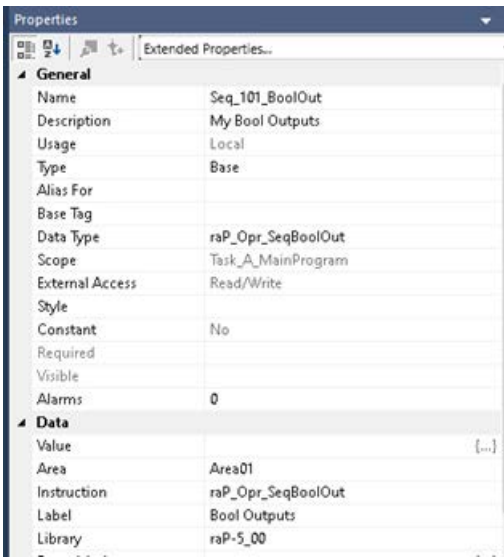 Properties
Extended Properties...
General
Name Seq_101_BoolOut
Description My Bool Outputs
Usage Local
Type Base
Alias For
Base Tag
Data Type raP_Opr_SeqBoolOut
Scope Task_A_MainProgram
External Access Read/Write
Style
Constant No
Required
Visible
Alarms 0
Data
Value {...}
Area Area01
Instruction raP_Opr_SeqBoolOut
Label Bool Outputs
Library raP-5_00